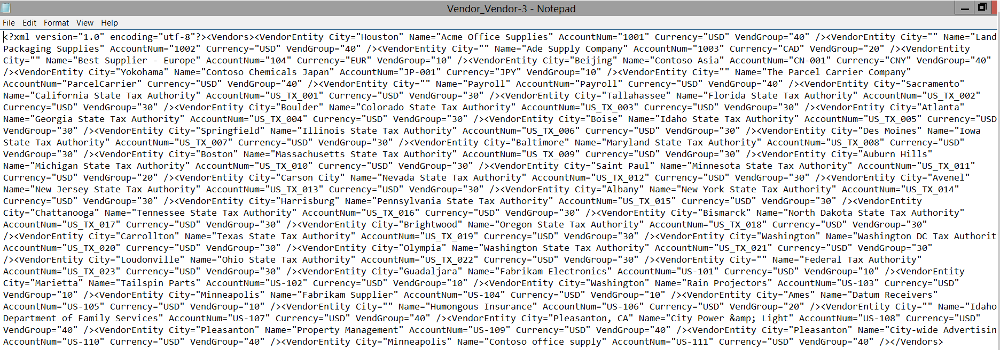 Vendor_Vendor-3 - Notepad
File Edit Format View Help
<?xml version="1.0" encoding="utf-8"?><Vendors><VendorEntity City="Houston" Name="Acme Office Supplies" AccountNum="1001" Currency="USD" VendGroup="40" /><VendorEntity City="" Name="Land
Packaging Supplies" AccountNum="1002" Currency="USD" VendGroup="40" /><VendorEntity City="" Name="Ade Supply Company" AccountNum="1003" Currency="CAD" VendGroup="20" /><VendorEntity
City="" Name="Best Supplier - Europe" AccountNum="104" Currency="EUR" VendGroup="10" /><VendorEntity City="Beijing" Name="Contoso Asia" AccountNum="CN-001" Currency="CNY" VendGroup="40"
/><VendorEntity City="Yokohama" Name="Contoso Chemicals Japan" AccountNum="JP-001" Currency="JPY" VendGroup="10" /><VendorEntity City="" Name="The Parcel Carrier Company"
AccountNum="ParcelCarrier" Currency="USD" VendGroup="40" /><VendorEntity City="" Name="Payroll" AccountNum="Payroll" Currency="USD" VendGroup="40" /><VendorEntity City="Sacramento"
Name="California State Tax Authority" AccountNum="US_TX_001" Currency="USD" VendGroup="30" /><VendorEntity City="Tallahassee" Name="Florida State Tax Authority" AccountNum="US_TX_002"
Currency="USD" VendGroup="30" /><VendorEntity City="Boulder" Name="Colorado State Tax Authority" AccountNum="US_TX_003" Currency="USD" VendGroup="30" /><VendorEntity City="Atlanta"
Name="Georgia State Tax Authority" AccountNum="US_TX_004" Currency="USD" VendGroup="30" /><VendorEntity City="Boise" Name="Idaho State Tax Authority" AccountNum="US_TX_005" Currency="USD
VendGroup="30" /><VendorEntity City="Springfield" Name="Illinois State Tax Authority" AccountNum="US_TX_006" Currency="USD" VendGroup="30" /><VendorEntity City="Des Moines" Name="Iowa
State Tax Authority" AccountNum="US_TX_007" Currency="USD" VendGroup="30" /><VendorEntity City="Baltimore" Name="Maryland State Tax Authority" AccountNum="US_TX_008" Currency="USD"
VendGroup="30" /><VendorEntity City="Boston" Name="Massachusetts State Tax Authority" AccountNum="US_TX_009" Currency="USD" VendGroup="30" /><VendorEntity City="Auburn Hills"
Name="Michigan State Tax Authority" AccountNum="US_TX_010" Currency="USD" VendGroup="30" /><VendorEntity City="Saint Paul" Name="Minnesota State Tax Authority" AccountNum="US_TX_011"
Currency="USD" VendGroup="20" /><VendorEntity City="Carson City" Name="Nevada State Tax Authority" AccountNum="US_TX_012" Currency="USD" VendGroup="30" /><VendorEntity City="Avenel"
Name="New Jersey State Tax Authority" AccountNum="US_TX_013" Currency="USD" VendGroup="30" /><VendorEntity City="Albany" Name="New York State Tax Authority" AccountNum="US_TX_014"
Currency="USD" VendGroup="30" /><VendorEntity City="Harrisburg" Name="Pennsylvania State Tax Authority" AccountNum="US_TX_015" Currency="USD" VendGroup="30" /><VendorEntity
City="Chattanooga" Name="Tennessee State Tax Authority" AccountNum="US_TX_016" Currency="USD" VendGroup="30" /><VendorEntity City="Bismarck" Name="North Dakota State Tax Authority"
AccountNum="US_TX_017" Currency="USD" VendGroup="30" /><VendorEntity City="Brightwood" Name="Oregon State Tax Authority" AccountNum="US_TX_018" Currency="USD" VendGroup="30"
/><VendorEntity City="Carrollton" Name="Texas State Tax Authority" AccountNum="US_TX_019" Currency="USD" VendGroup="30" /><VendorEntity City="Washington" Name="Washington DC Tax Authorit
AccountNum="US_TX_020" Currency="USD" VendGroup="30" /><VendorEntity City="Olympia" Name="Washington State Tax Authority" AccountNum="US_TX_021" Currency="USD" VendGroup="30"
/><VendorEntity City="Loudonville" Name="Ohio State Tax Authority" AccountNum="US_TX_022" Currency="USD" VendGroup="30" /><VendorEntity City="" Name="Federal Tax Authority"
AccountNum="US_TX_023" Currency="USD" VendGroup="30" /><VendorEntity City="Guadaljara" Name="Fabrikam Electronics" AccountNum="US-101" Currency="USD" VendGroup="10" /><VendorEntity
City="Marietta" Name="Tailspin Parts" AccountNum="US-102" Currency="USD" VendGroup="10" /><VendorEntity City="Washington" Name="Rain Projectors" AccountNum="US-103" Currency="USD"
VendGroup="10" /><VendorEntity City="Minneapolis" Name="Fabrikam Supplier" AccountNum="US-104" Currency="USD" VendGroup="10" /><VendorEntity City="Ames" Name="Datum Receivers"
AccountNum="US-105" Currency="USD" VendGroup="10" /><VendorEntity City="" Name="Humongous Insurance" AccountNum="US-106" Currency="USD" VendGroup="20" /><VendorEntity City="" Name="Idaho
Department of Family Services" AccountNum="US-107" Currency="USD" VendGroup="40" /><VendorEntity City="Pleasanton, CA" Name="City Power &amp; Light" AccountNum="US-108" Currency="USD"
VendGroup="40" /><VendorEntity City="Pleasanton" Name="Property Management" AccountNum="US-109" Currency="USD" VendGroup="40" /><VendorEntity City="Pleasanton" Name="City-wide Advertisin
AccountNum="US-110" Currency="USD" VendGroup="40" /><VendorEntity City="Minneapolis" Name="Contoso office supply" AccountNum="US-111" Currency="USD" VendGroup="40" /></Vendors>